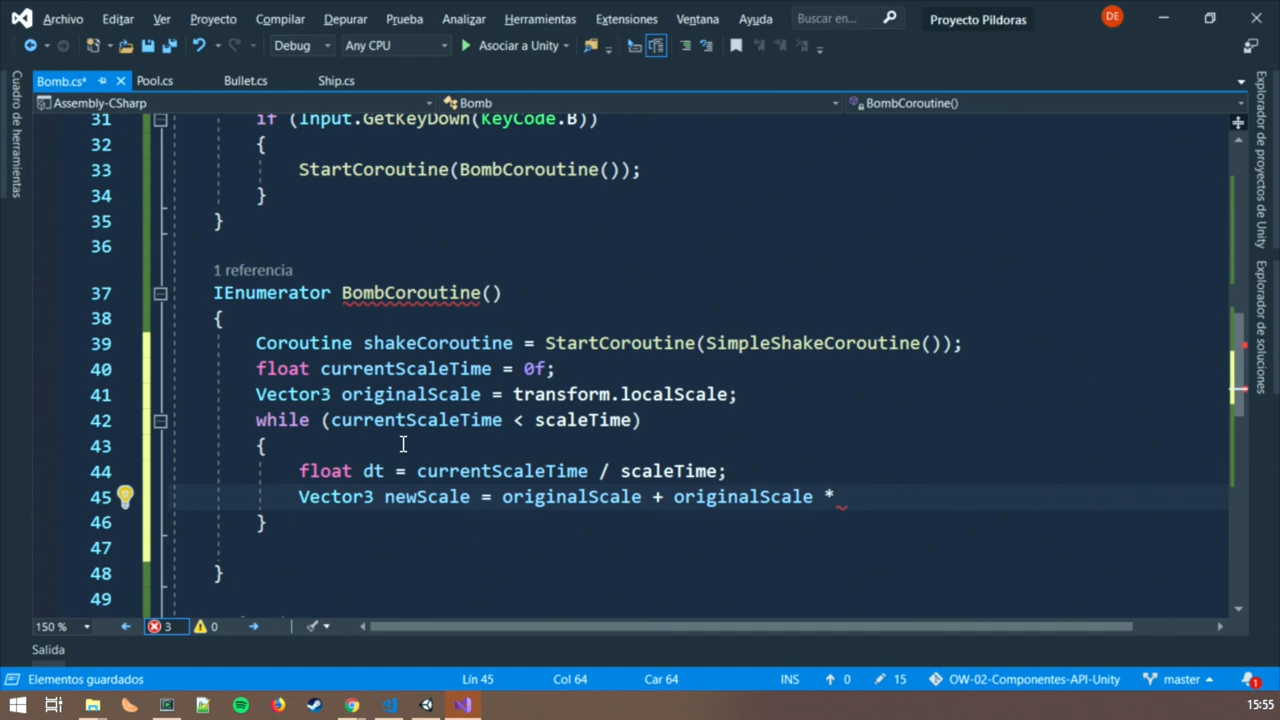 Archivo Editar Ver Proyecto Compilar Depurar Prueba Analizar Herramientas Extensiones Ventana Ayuda Buscar en... Proyecto Pildoras DE
Debug Any CPU Asociar a Unity
Bomb.cs* Pool.cs Bullet.cs Ship.cs
Assembly-CSharp Bomb BombCoroutine()
Cuadro de herramientas
31 if (Input.GetKeyDown(KeyCode.B))
32 {
33 StartCoroutine(BombCoroutine());
34 }
35 }
36
1 referencia
37 IEnumerator BombCoroutine()
38 {
39 Coroutine shakeCoroutine = StartCoroutine(SimpleShakeCoroutine());
40 float currentScaleTime = 0f;
41 Vector3 originalScale = transform.localScale;
42 while (currentScaleTime < scaleTime)
43 {
44 float dt = currentScaleTime / scaleTime;
45 Vector3 newScale = originalScale + originalScale *
46 }
47
48 }
49
Explorador de proyectos de Unity
Explorador de soluciones
150 % 3 0
Salida
Elementos guardados Lín 45 Col 64 Car 64 INS 0 15 OW-02-Componentes-API-Unity master 1
15:55